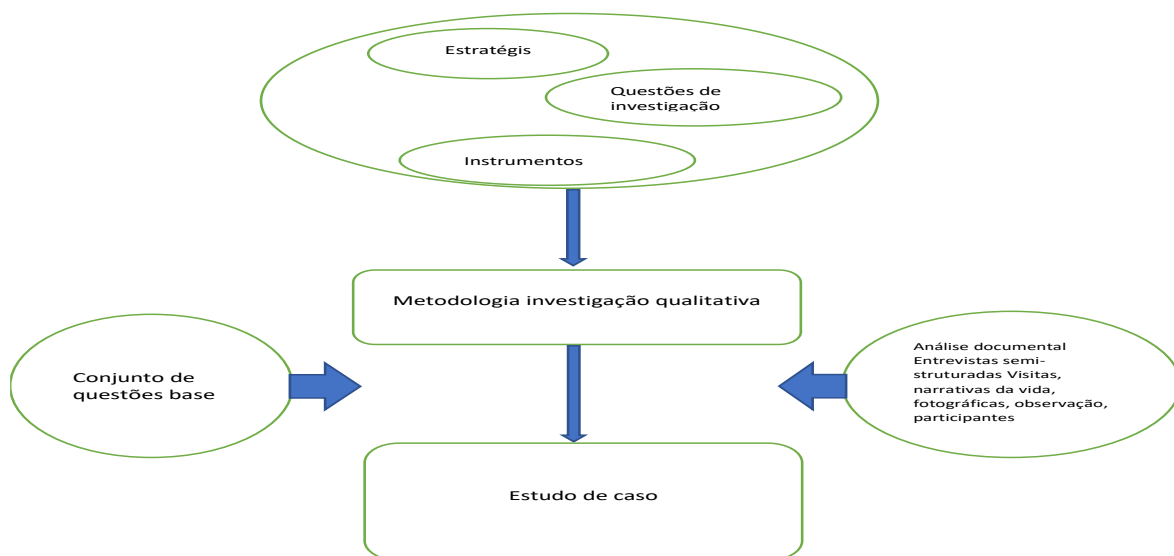 Estratégis
Questões de
investigação
Instrumentos
Metodologia investigação qualitativa
Conjunto de
questões base
Análise documental
Entrevistas semi-
struturadas Visitas,
narrativas da vida,
fotográficas, observação,
participantes
Estudo de caso